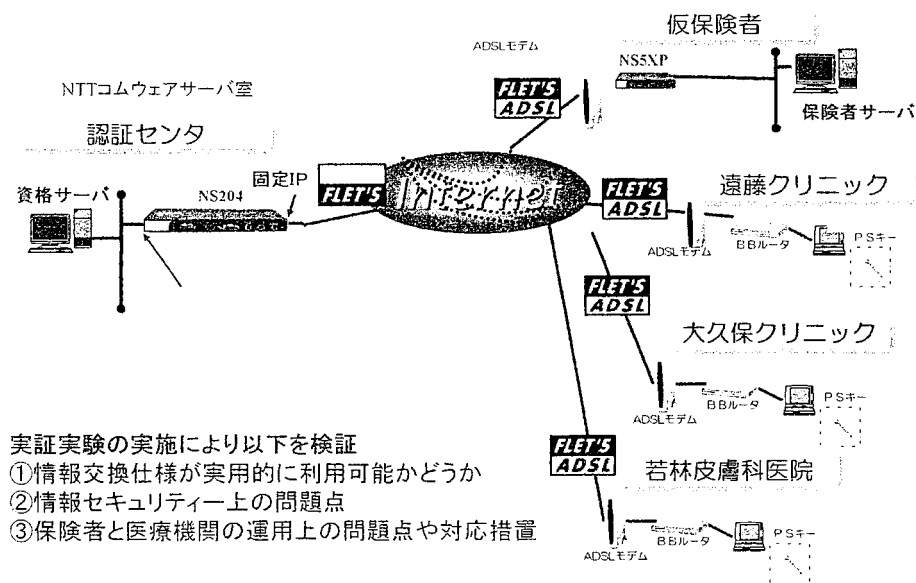 仮保険者
ADSLモデム
NS5XP
FLET'S
ADSL
保険者サーバ
NTTコムウェアサーバ室
認証センタ
固定IP
資格サーバ
NS204
FLET'S
Internet
FLET'S
ADSL
遠藤クリニック
ADSLモデム
BBルータ
PSキー
FLET'S
ADSL
大久保クリニック
ADSLモデム
BBルータ
PSキー
FLET'S
ADSL
若林皮膚科医院
ADSLモデム
BBルータ
PSキー
実証実験の実施により以下を検証
①情報交換仕様が実用的に利用可能かどうか
②情報セキュリティー上の問題点
③保険者と医療機関の運用上の問題点や対応措置